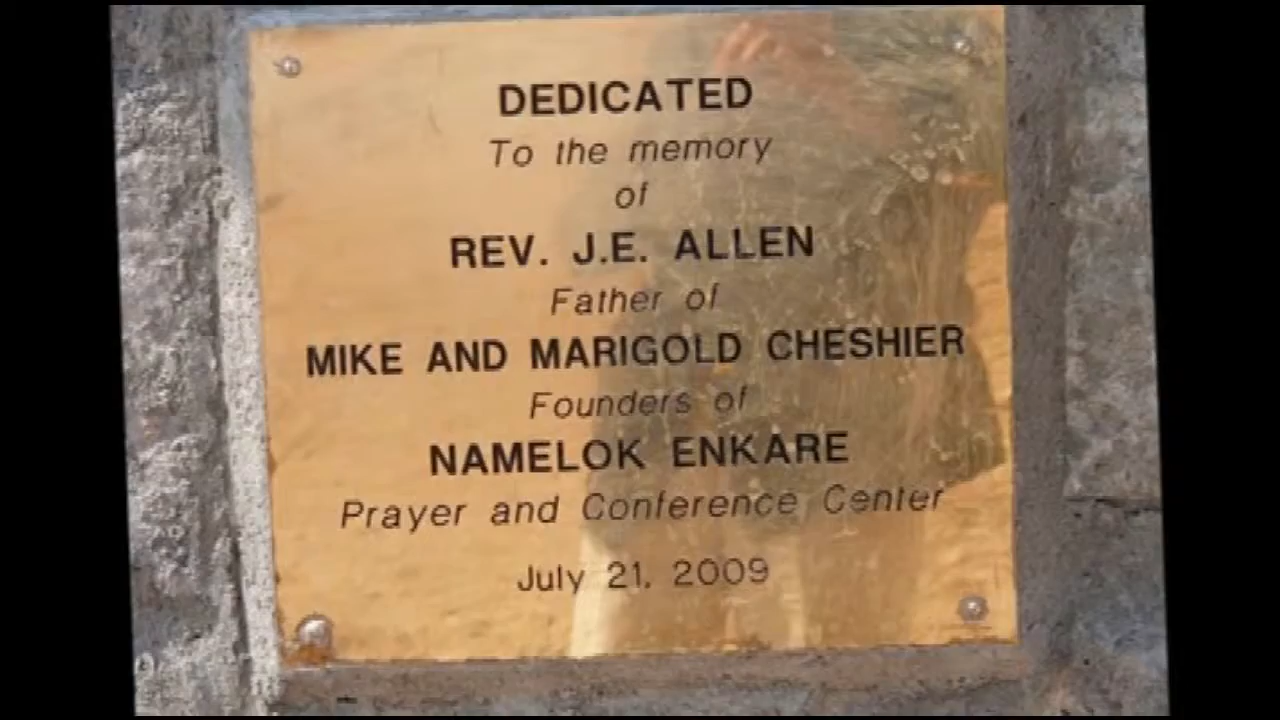 DEDICATED
To the memory
of
REV. J.E. ALLEN
Father of
MIKE AND MARIGOLD CHESHIER
Founders of
NAMELOK ENKARE
Prayer and Conference Center
July 21, 2009